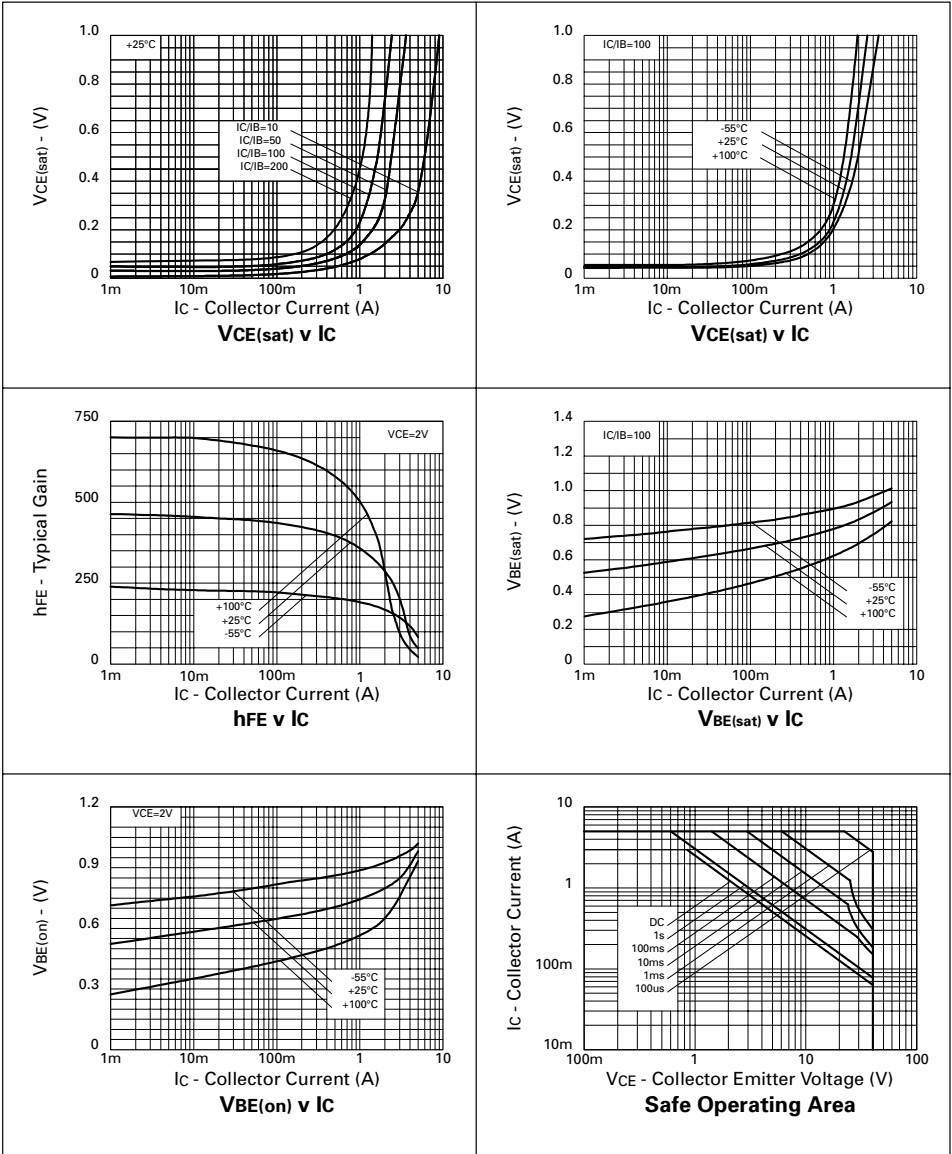 1.0
0.8
0.6
0.4
0.2
0
+25°C
IC/IB=10
IC/IB=50
IC/IB=100
IC/IB=200
VCE(sat) - (V)
1m
10m
100m
1
10
IC - Collector Current (A)
VCE(sat) v IC
1.0
0.8
0.6
0.4
0.2
0
IC/IB=100
-55°C
+25°C
+100°C
VCE(sat) - (V)
1m
10m
100m
1
10
IC - Collector Current (A)
VCE(sat) v IC
750
500
250
0
VCE=2V
+100°C
+25°C
-55°C
hFE - Typical Gain
1m
10m
100m
1
10
IC - Collector Current (A)
hFE v IC
1.4
1.2
1.0
0.8
0.6
0.4
0.2
0
IC/IB=100
-55°C
+25°C
+100°C
VBE(sat) - (V)
1m
10m
100m
1
10
IC - Collector Current (A)
VBE(sat) v IC
1.2
0.9
0.6
0.3
0
VCE=2V
-55°C
+25°C
+100°C
VBE(on) - (V)
1m
10m
100m
1
10
IC - Collector Current (A)
VBE(on) v IC
10
1
100m
10m
DC
1s
100ms
10ms
1ms
100us
IC - Collector Current (A)
100m
1
10
100
VCE - Collector Emitter Voltage (V)
Safe Operating Area